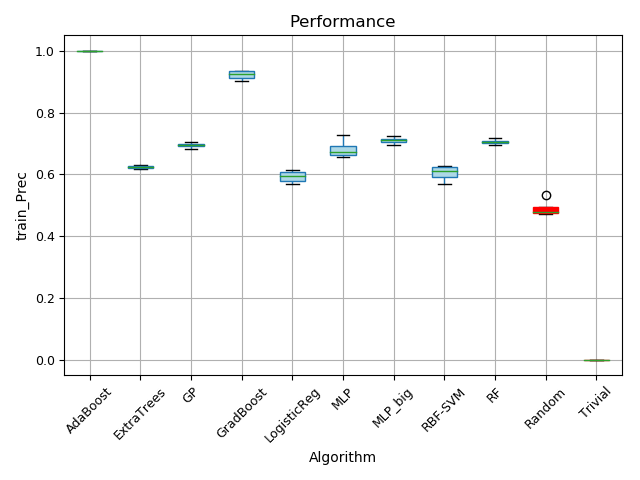 Performance
train_Prec
1.0
0.8
0.6
0.4
0.2
0.0
AdaBoost
ExtraTrees
GP
GradBoost
LogisticReg
MLP
MLP_big
RBF-SVM
RF
Random
Trivial
Algorithm